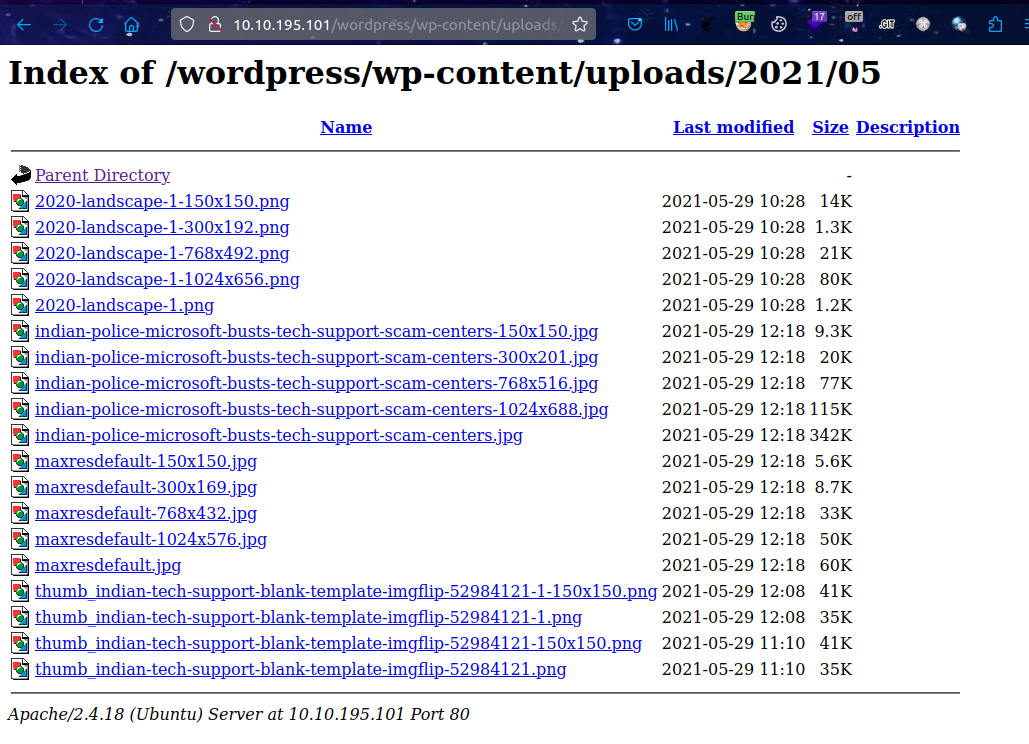 10.10.195.101/wordpress/wp-content/uploads/
Bur
17
off
.GIT
Index of /wordpress/wp-content/uploads/2021/05
Name Last modified Size Description
Parent Directory -
2020-landscape-1-150x150.png 2021-05-29 10:28 14K
2020-landscape-1-300x192.png 2021-05-29 10:28 1.3K
2020-landscape-1-768x492.png 2021-05-29 10:28 21K
2020-landscape-1-1024x656.png 2021-05-29 10:28 80K
2020-landscape-1.png 2021-05-29 10:28 1.2K
indian-police-microsoft-busts-tech-support-scam-centers-150x150.jpg 2021-05-29 12:18 9.3K
indian-police-microsoft-busts-tech-support-scam-centers-300x201.jpg 2021-05-29 12:18 20K
indian-police-microsoft-busts-tech-support-scam-centers-768x516.jpg 2021-05-29 12:18 77K
indian-police-microsoft-busts-tech-support-scam-centers-1024x688.jpg 2021-05-29 12:18 115K
indian-police-microsoft-busts-tech-support-scam-centers.jpg 2021-05-29 12:18 342K
maxresdefault-150x150.jpg 2021-05-29 12:18 5.6K
maxresdefault-300x169.jpg 2021-05-29 12:18 8.7K
maxresdefault-768x432.jpg 2021-05-29 12:18 33K
maxresdefault-1024x576.jpg 2021-05-29 12:18 50K
maxresdefault.jpg 2021-05-29 12:18 60K
thumb_indian-tech-support-blank-template-imgflip-52984121-1-150x150.png 2021-05-29 12:08 41K
thumb_indian-tech-support-blank-template-imgflip-52984121-1.png 2021-05-29 12:08 35K
thumb_indian-tech-support-blank-template-imgflip-52984121-150x150.png 2021-05-29 11:10 41K
thumb_indian-tech-support-blank-template-imgflip-52984121.png 2021-05-29 11:10 35K
Apache/2.4.18 (Ubuntu) Server at 10.10.195.101 Port 80